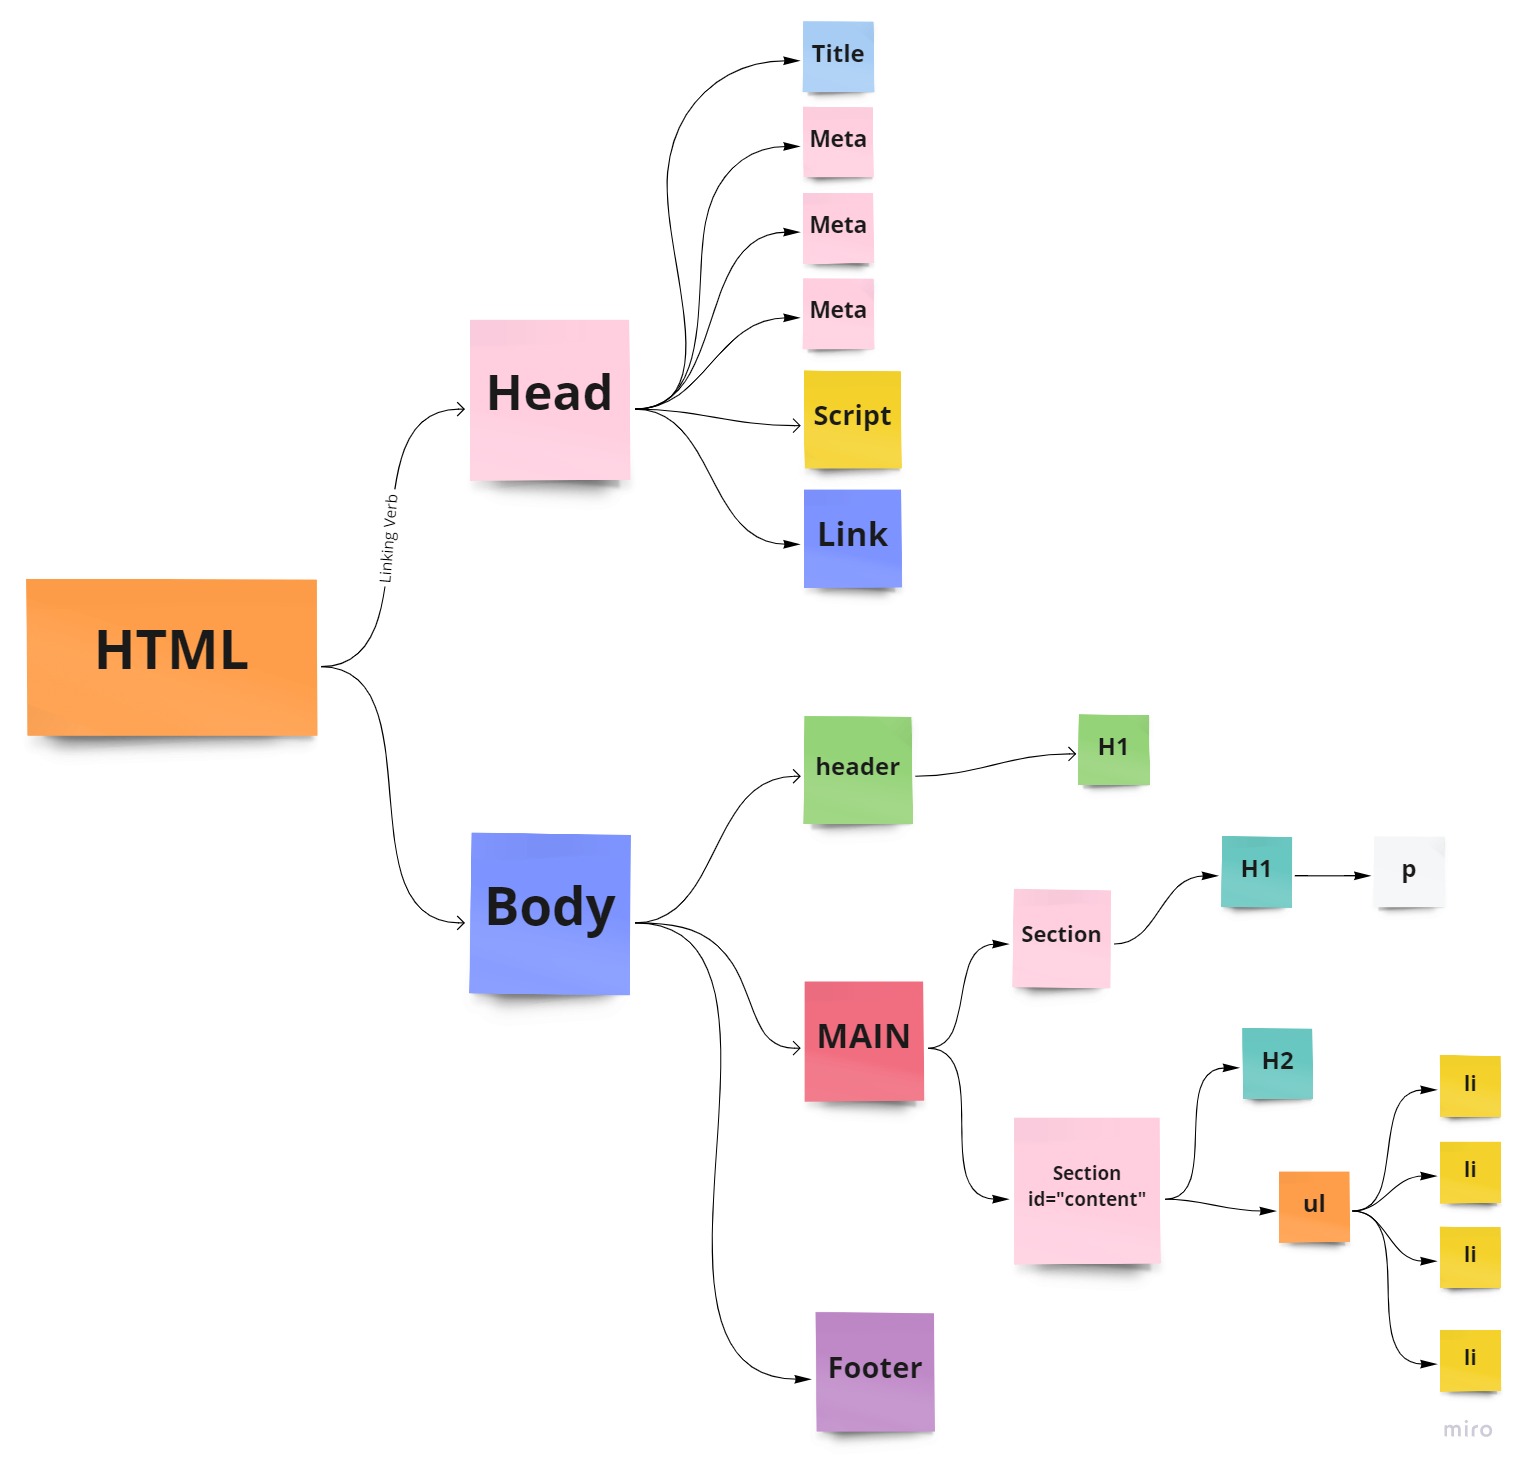 Title
Meta
Meta
Meta
Head
Script
Link
Linking Verb
HTML
header
H1
Body
H1
p
Section
MAIN
H2
li
Section
id="content"
li
ul
li
li
Footer
miro